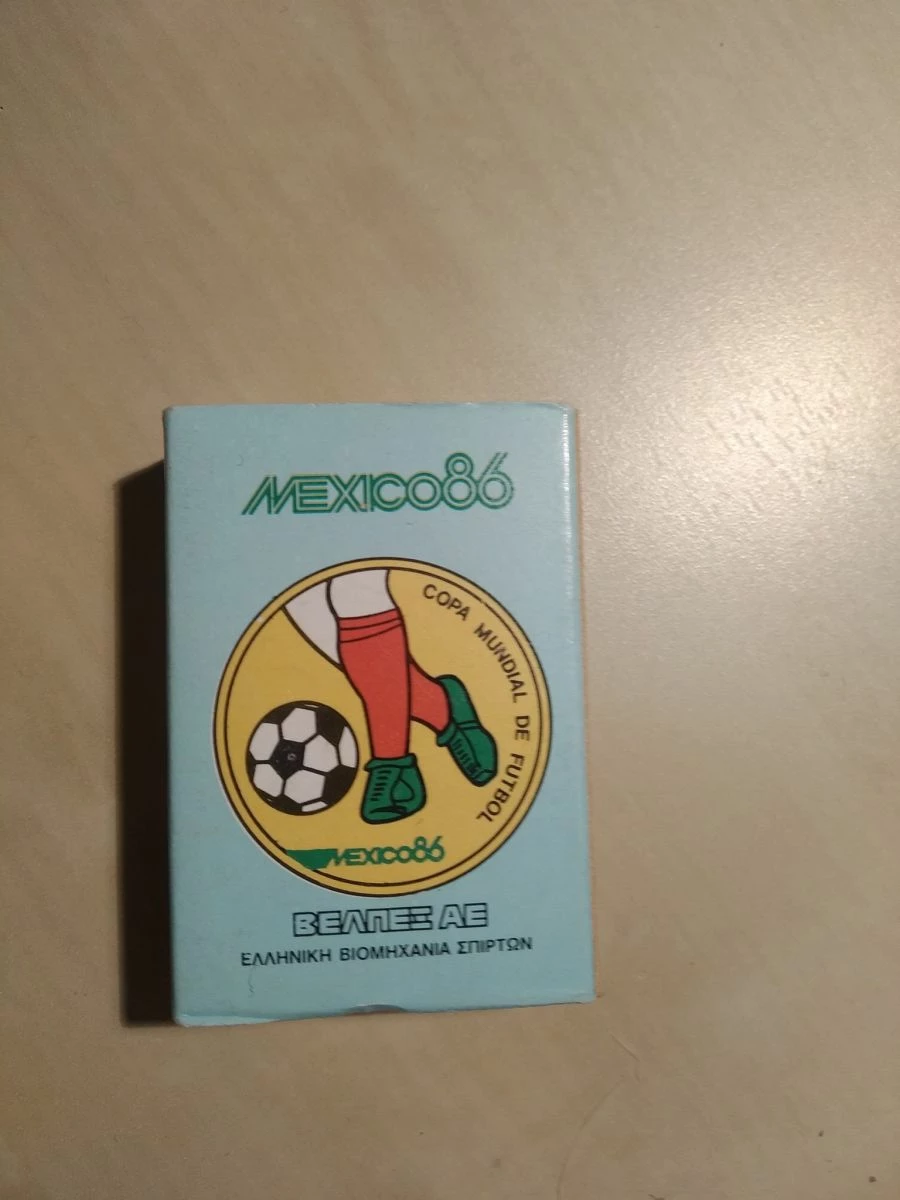 MEXICO86
COPA MUNDIAL DE FUTBOL
MEXICO86
ΒΕΛΠΕΞ ΑΕ
ΕΛΛΗΝΙΚΗ ΒΙΟΜΗΧΑΝΙΑ ΣΠΙΡΤΩΝ